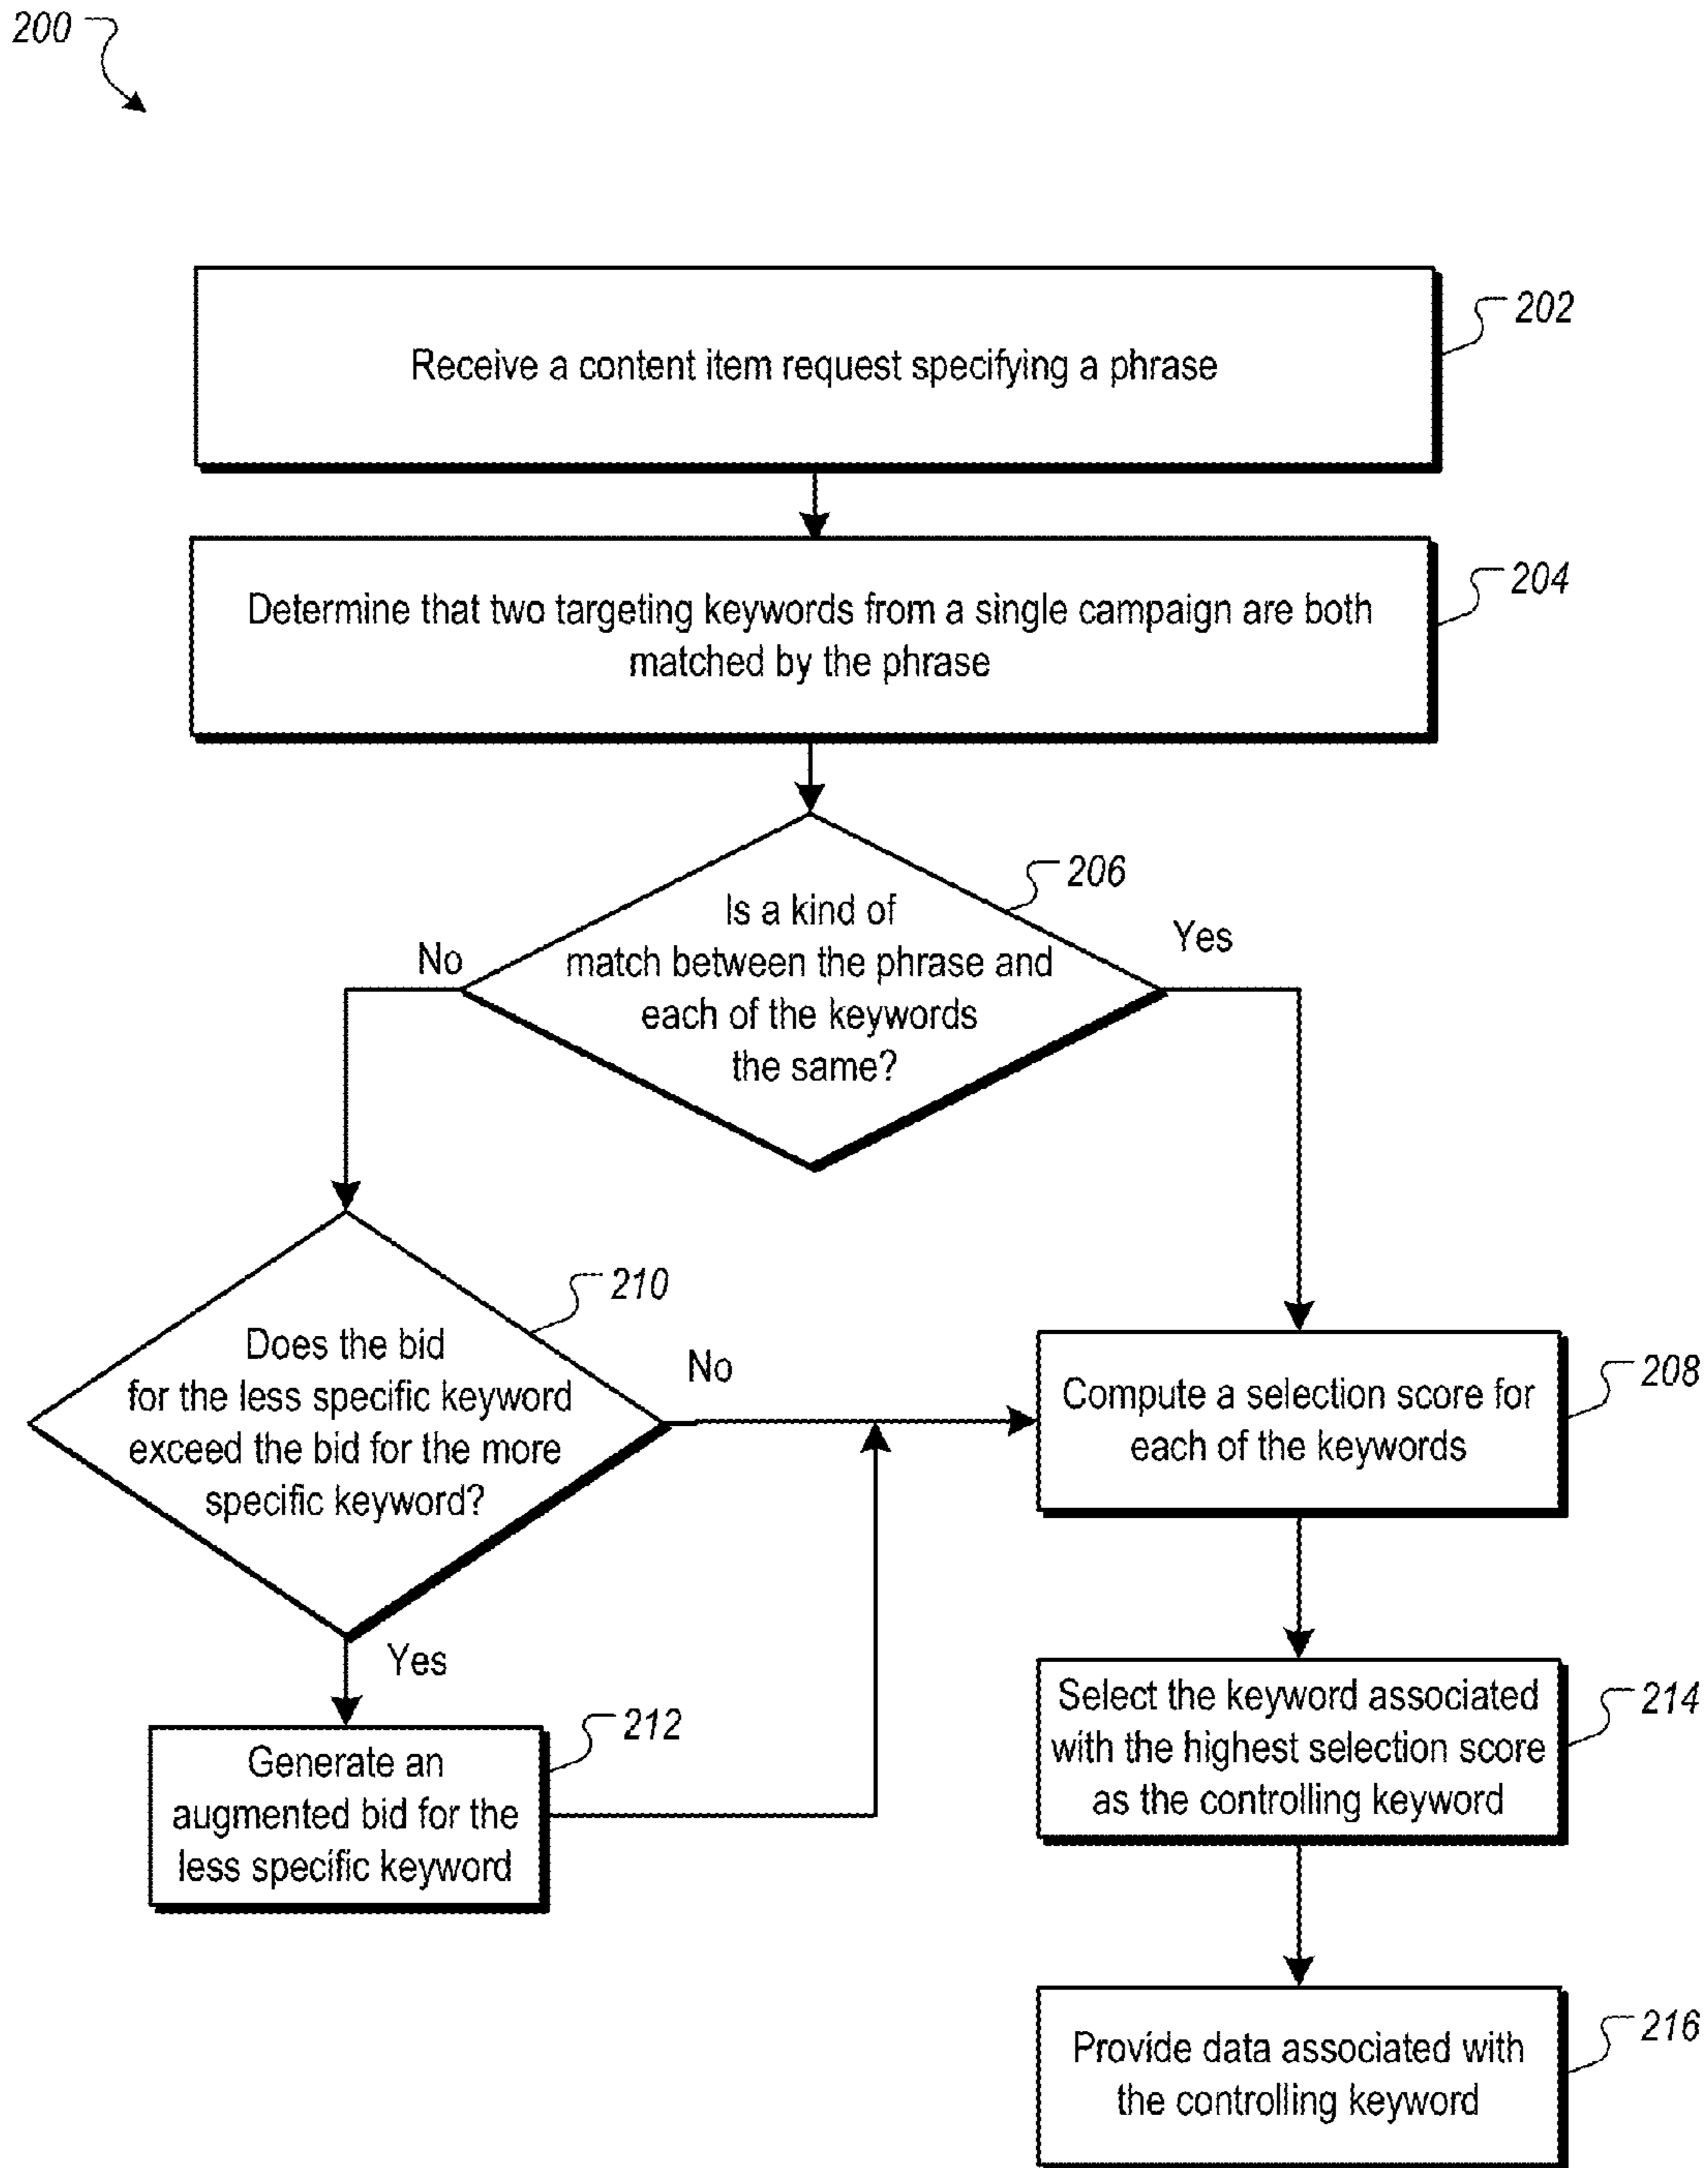 200
202
Receive a content item request specifying a phrase
204
Determine that two targeting keywords from a single campaign are both
matched by the phrase
206
Is a kind of
match between the phrase and
each of the keywords
the same?
No
Yes
210
Does the bid
for the less specific keyword
exceed the bid for the more
specific keyword?
No
Yes
208
Compute a selection score for
each of the keywords
212
Generate an
augmented bid for the
less specific keyword
214
Select the keyword associated
with the highest selection score
as the controlling keyword
216
Provide data associated with
the controlling keyword